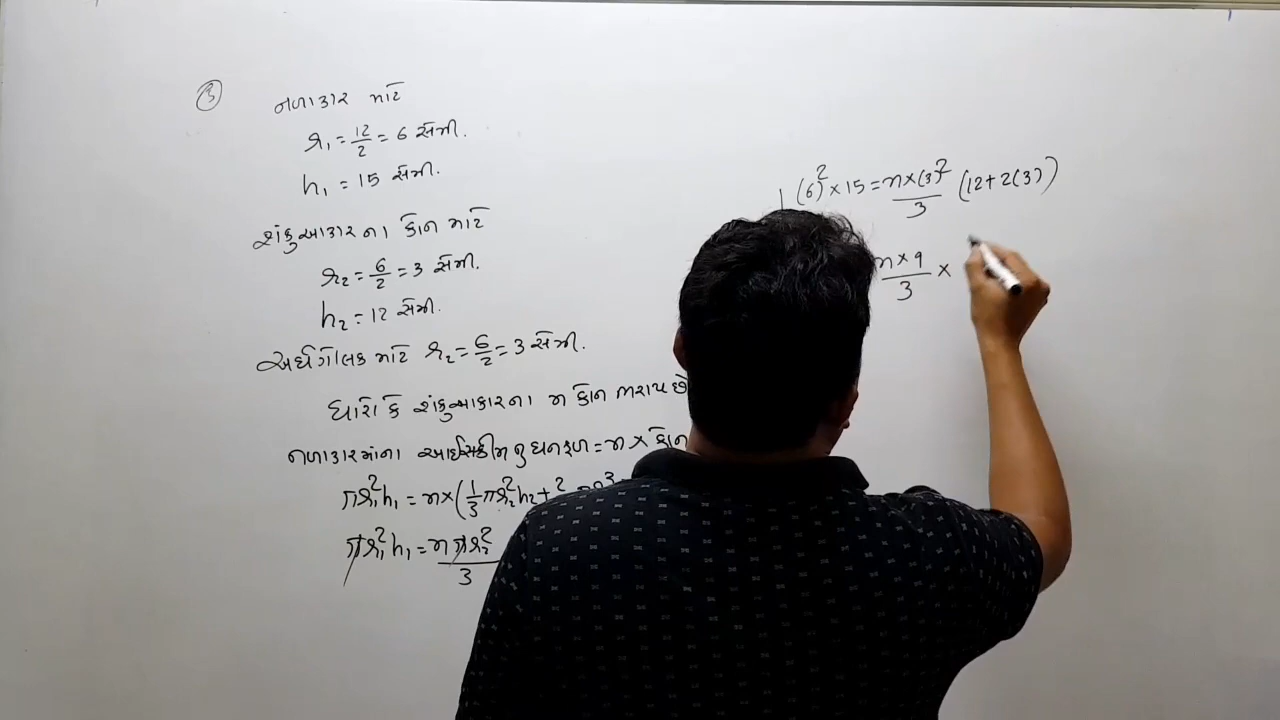 ③ નળાકાર માટે
r₁ = 12/2 = 6 સેમી.
h₁ = 15 સેમી.
શંકુઆકારના કોન માટે
r₂ = 6/2 = 3 સેમી.
h₂ = 12 સેમી.
અર્ધગોલક માટે r₂ = 6/2 = 3 સેમી.
ધારો કે શંકુઆકારના n કોન ભરાય છે
નળાકારમાંના આઈસક્રીમનુ ઘનફળ = n × કોન
πr₁²h₁ = n×(1/3 πr₂²h₂ + 2
πr₁²h₁ = nπr₂²/3
(6)² × 15 = n×(3)²/3 (12+2(3))
n×9/3 ×